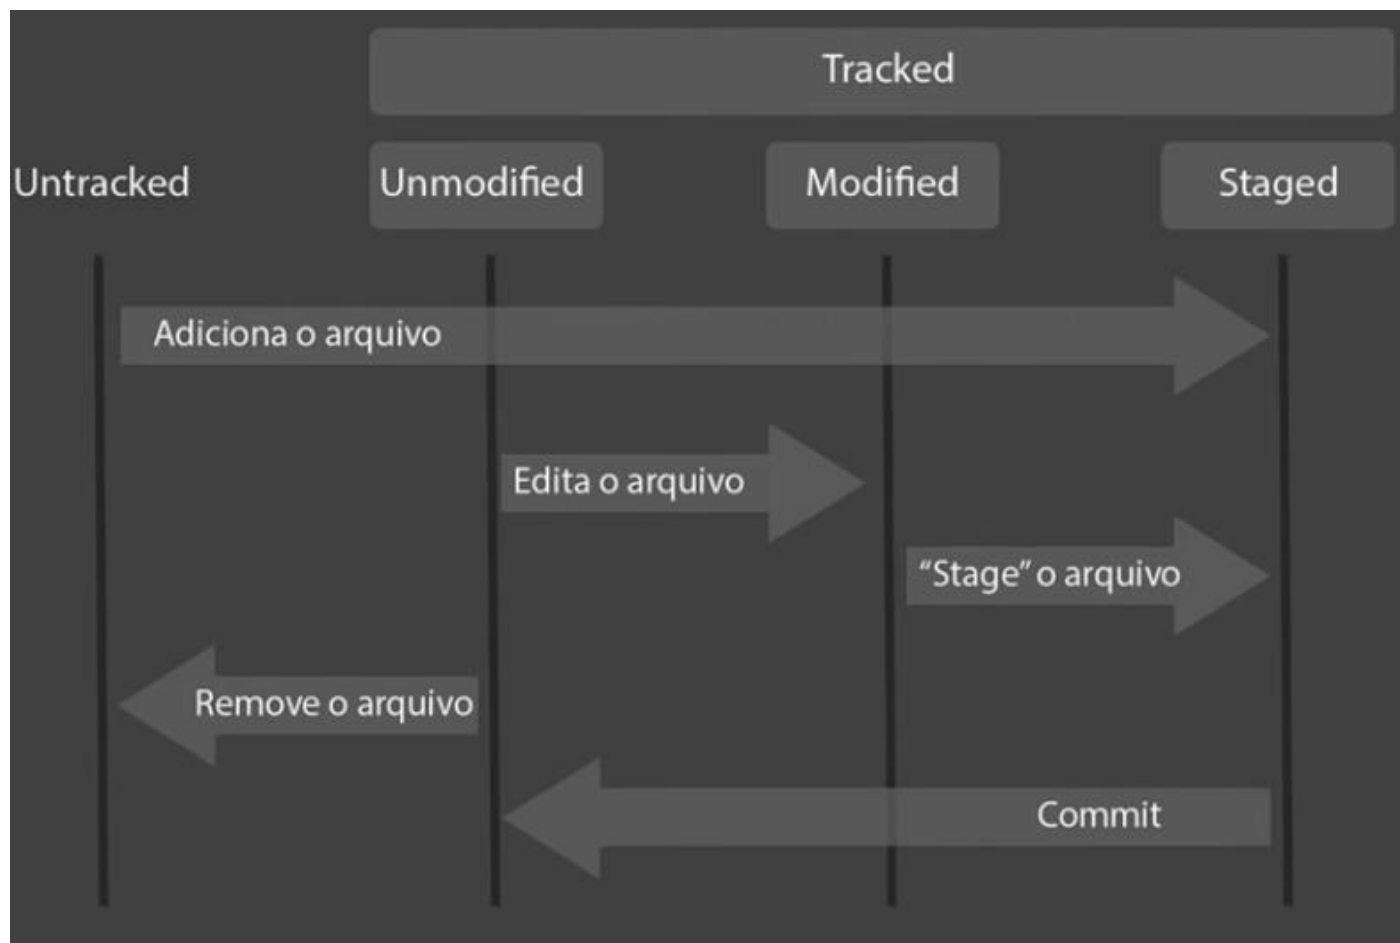 Tracked
Untracked
Unmodified
Modified
Staged
Adiciona o arquivo
Edita o arquivo
“Stage” o arquivo
Remove o arquivo
Commit